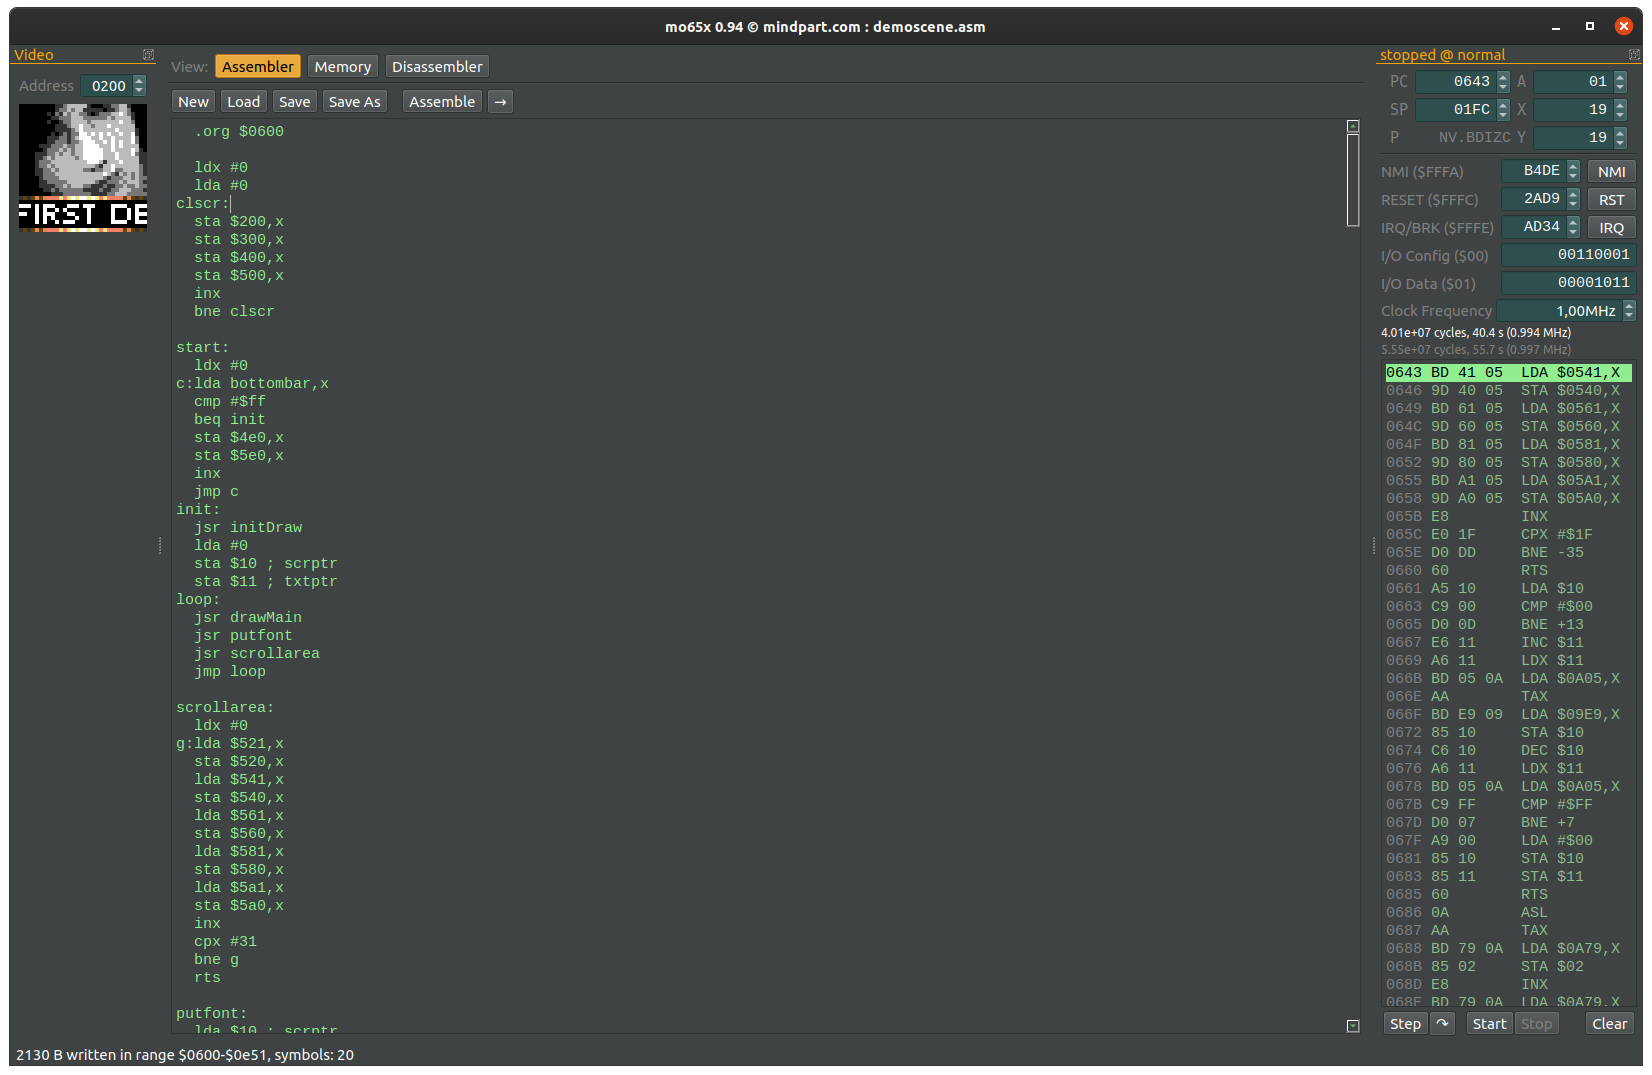 mo65x 0.94 © mindpart.com : demoscene.asm
Video
Address 0200
FIRST DE
View: Assembler Memory Disassembler
New Load Save Save As Assemble →
.org $0600
ldx #0
lda #0
clscr:
sta $200,x
sta $300,x
sta $400,x
sta $500,x
inx
bne clscr
start:
ldx #0
c:lda bottombar,x
cmp #$ff
beq init
sta $4e0,x
sta $5e0,x
inx
jmp c
init:
jsr initDraw
lda #0
sta $10 ; scrptr
sta $11 ; txtptr
loop:
jsr drawMain
jsr putfont
jsr scrollarea
jmp loop
scrollarea:
ldx #0
g:lda $521,x
sta $520,x
lda $541,x
sta $540,x
lda $561,x
sta $560,x
lda $581,x
sta $580,x
lda $5a1,x
sta $5a0,x
inx
cpx #31
bne g
rts
putfont:
lda $10 ; scrptr
stopped @ normal
PC 0643 A 01
SP 01FC X 19
P NV.BDIZC Y 19
NMI ($FFFA) B4DE NMI
RESET ($FFFC) 2AD9 RST
IRQ/BRK ($FFFE) AD34 IRQ
I/O Config ($00) 00110001
I/O Data ($01) 00001011
Clock Frequency 1,00MHz
4.01e+07 cycles, 40.4 s (0.994 MHz)
5.55e+07 cycles, 55.7 s (0.997 MHz)
0643 BD 41 05 LDA $0541,X
0646 9D 40 05 STA $0540,X
0649 BD 61 05 LDA $0561,X
064C 9D 60 05 STA $0560,X
064F BD 81 05 LDA $0581,X
0652 9D 80 05 STA $0580,X
0655 BD A1 05 LDA $05A1,X
0658 9D A0 05 STA $05A0,X
065B E8 INX
065C E0 1F CPX #$1F
065E D0 DD BNE -35
0660 60 RTS
0661 A5 10 LDA $10
0663 C9 00 CMP #$00
0665 D0 0D BNE +13
0667 E6 11 INC $11
0669 A6 11 LDX $11
066B BD 05 0A LDA $0A05,X
066E AA TAX
066F BD E9 09 LDA $09E9,X
0672 85 10 STA $10
0674 C6 10 DEC $10
0676 A6 11 LDX $11
0678 BD 05 0A LDA $0A05,X
067B C9 FF CMP #$FF
067D D0 07 BNE +7
067F A9 00 LDA #$00
0681 85 10 STA $10
0683 85 11 STA $11
0685 60 RTS
0686 0A ASL
0687 AA TAX
0688 BD 79 0A LDA $0A79,X
068B 85 02 STA $02
068D E8 INX
068E BD 79 0A LDA $0A79,X
Step ↷ Start Stop Clear
2130 B written in range $0600-$0e51, symbols: 20